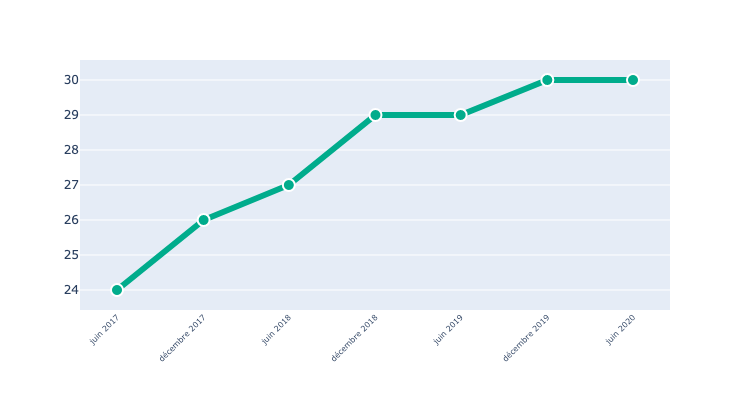 30
29
28
27
26
25
24
juin 2017
décembre 2017
juin 2018
décembre 2018
juin 2019
décembre 2019
juin 2020